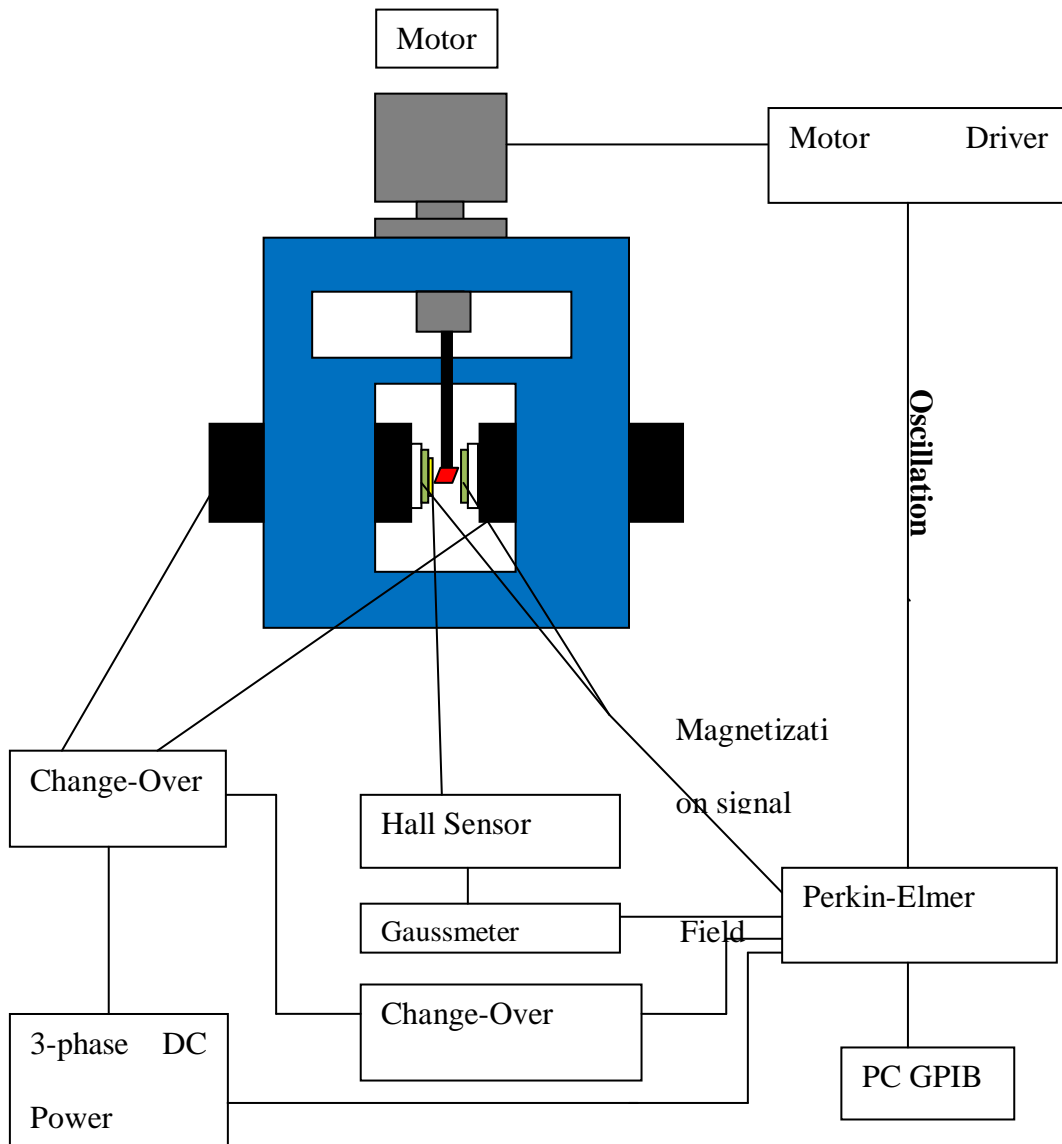 Motor
Motor Driver
Oscillation
Magnetizati
on signal
Change-Over
Hall Sensor
Perkin-Elmer
Gaussmeter
Field
Change-Over
3-phase DC
Power
PC GPIB